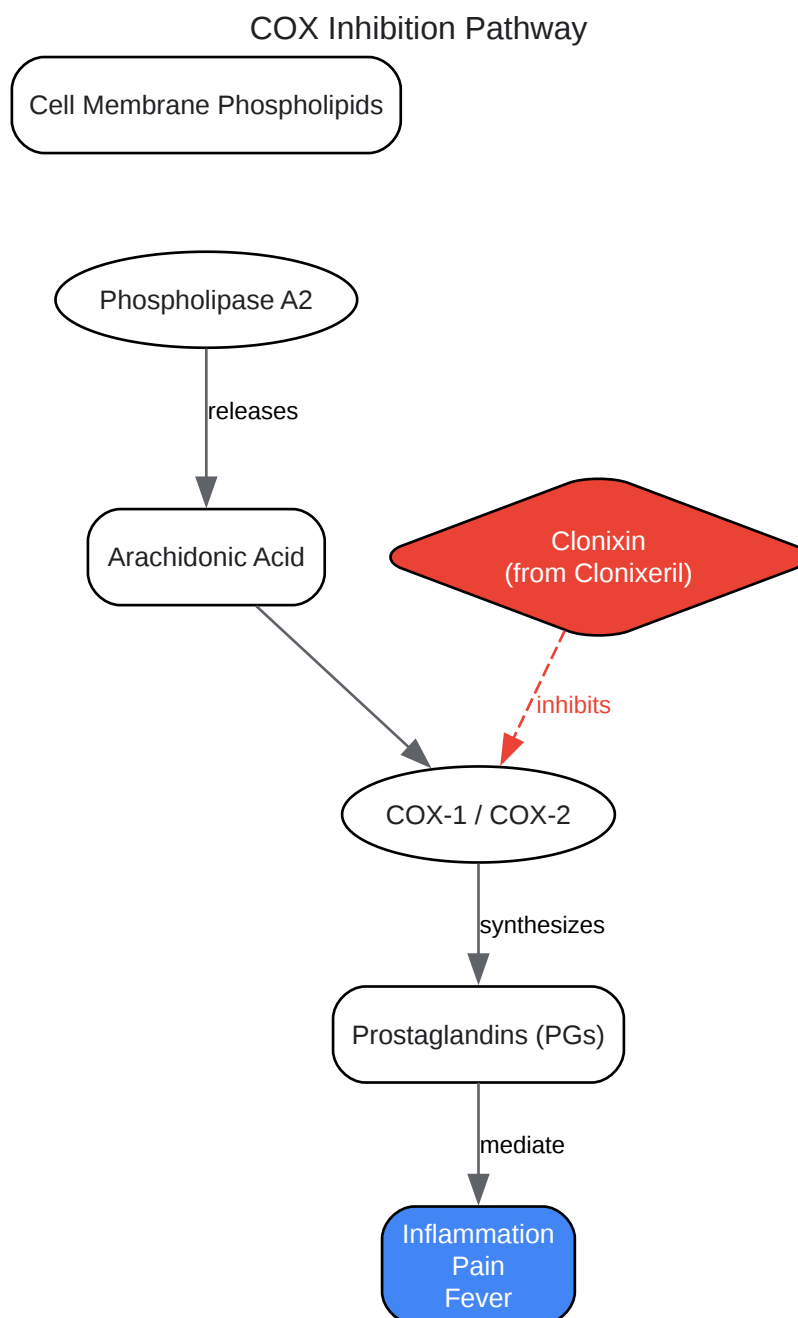 COX Inhibition Pathway
Cell Membrane Phospholipids
Phospholipase A2
releases
Arachidonic Acid
Clonixin
(from Clonixeril)
inhibits
COX-1 / COX-2
synthesizes
Prostaglandins (PGs)
mediate
Inflammation
Pain
Fever